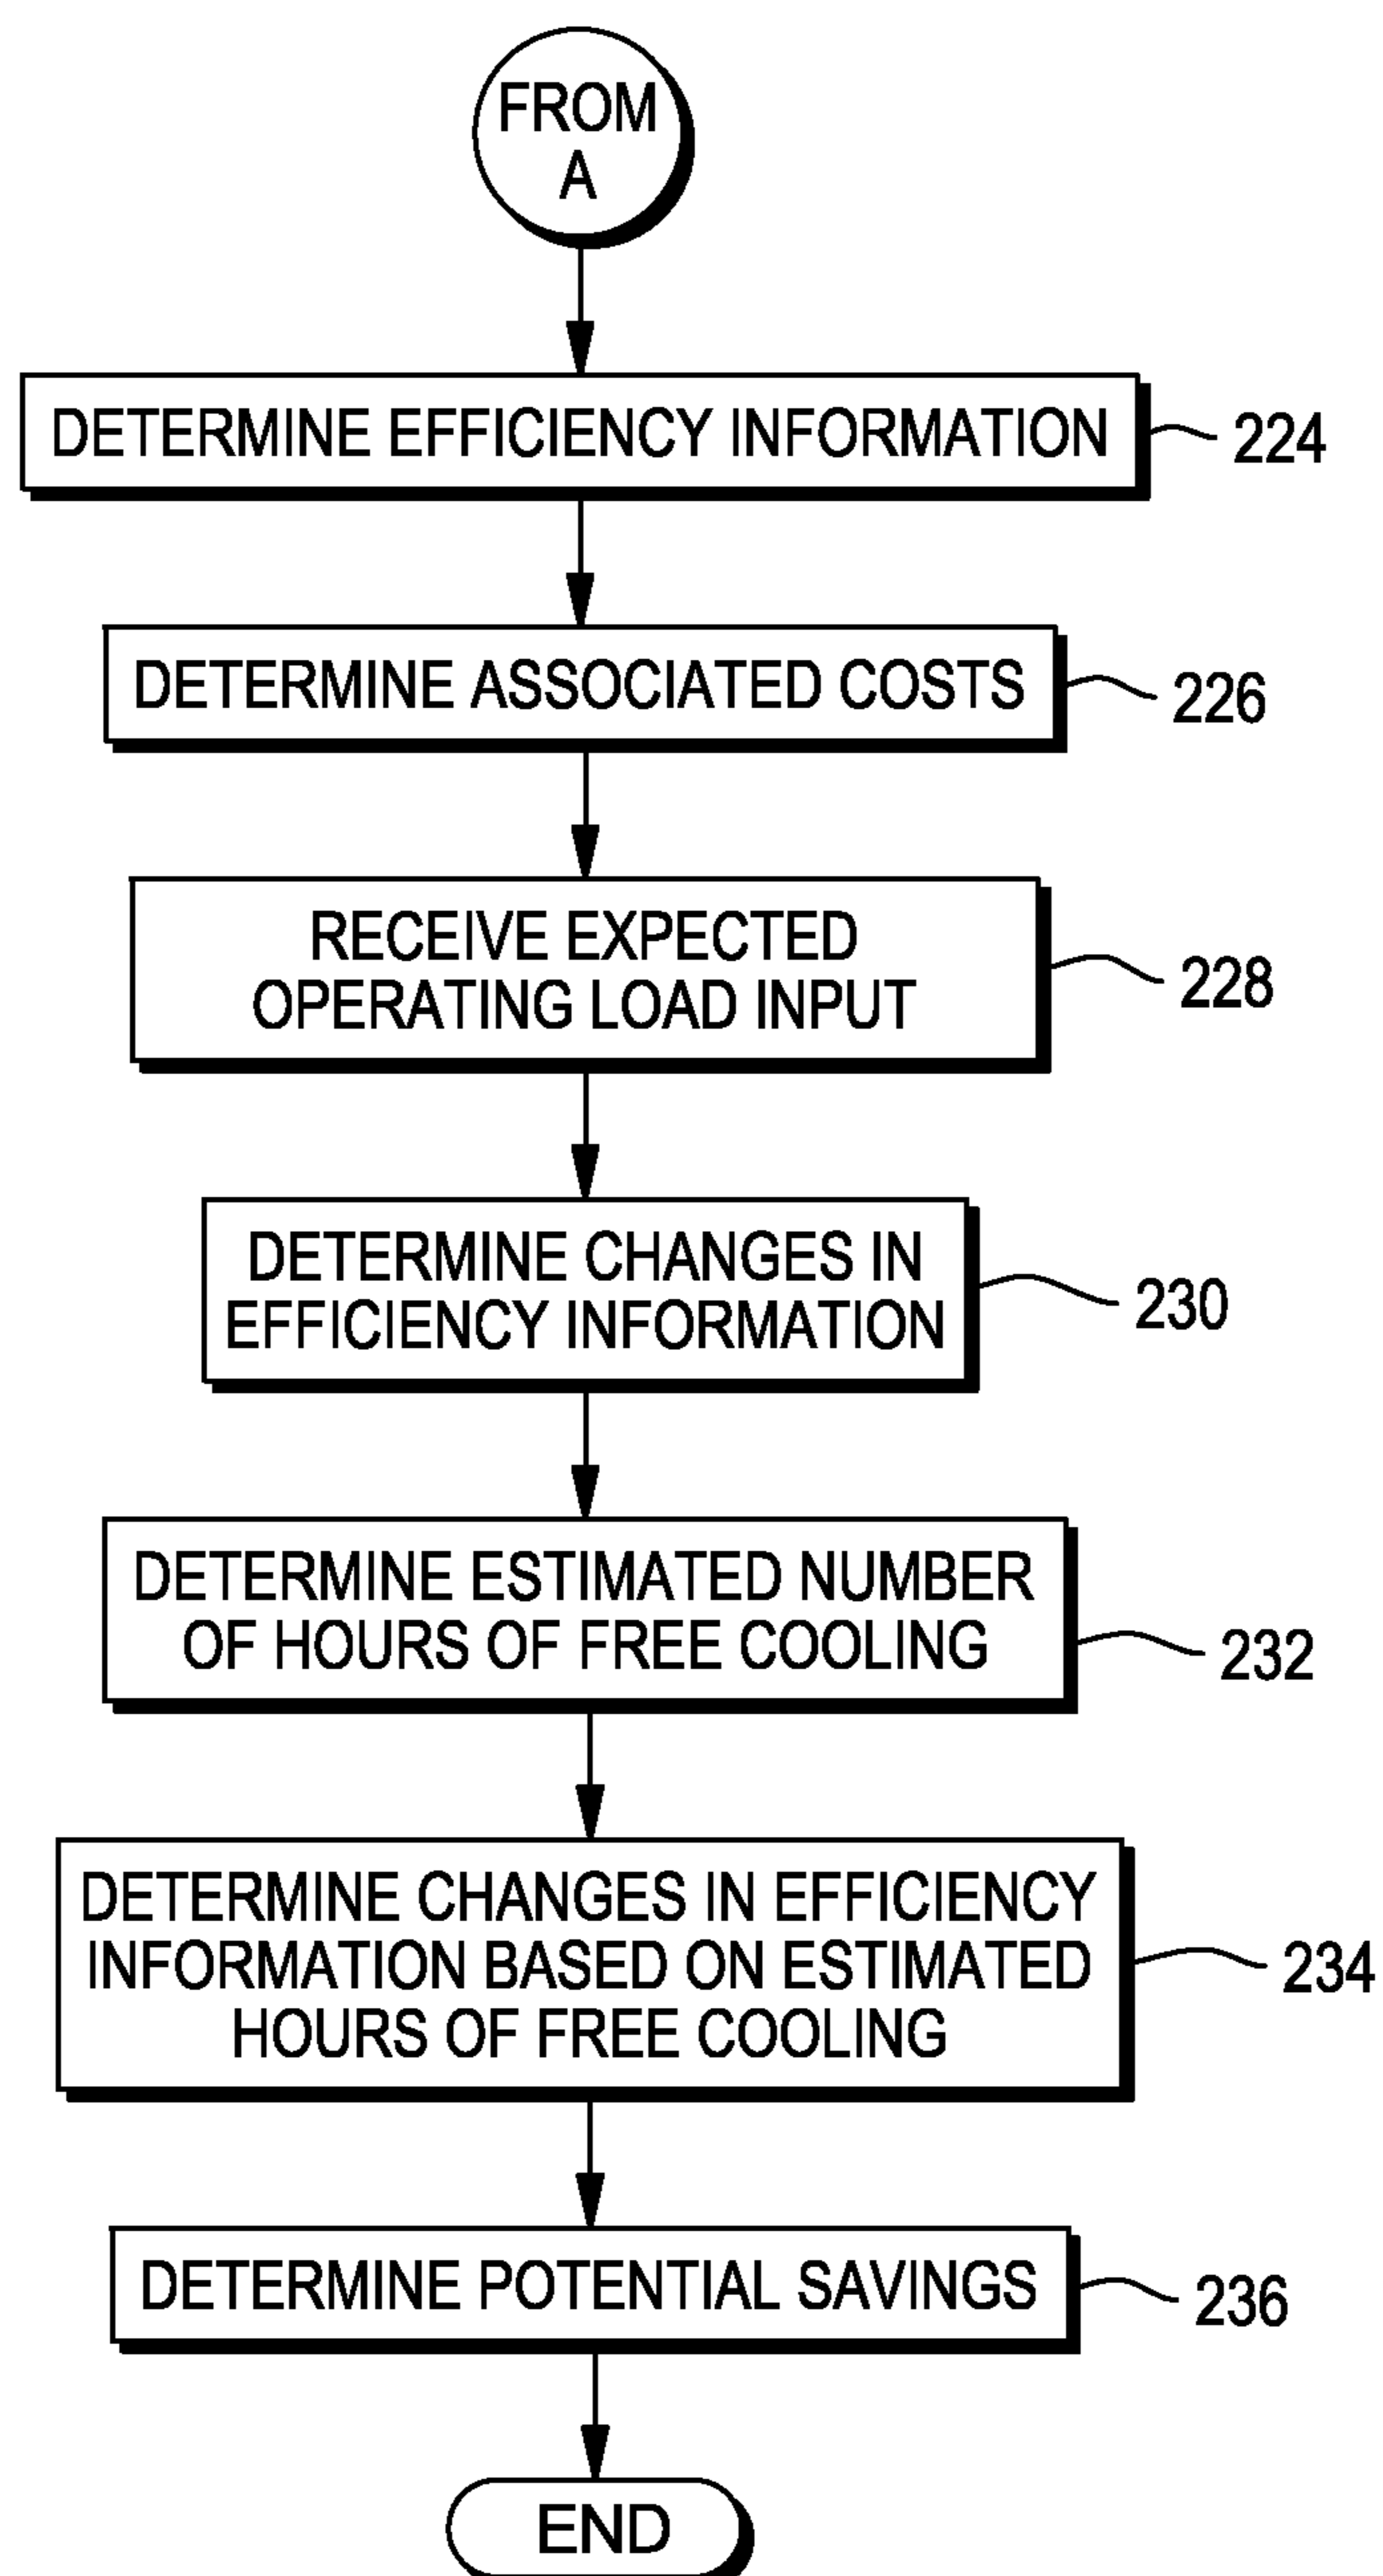 FROM
A
DETERMINE EFFICIENCY INFORMATION
224
DETERMINE ASSOCIATED COSTS
226
RECEIVE EXPECTED
OPERATING LOAD INPUT
228
DETERMINE CHANGES IN
EFFICIENCY INFORMATION
230
DETERMINE ESTIMATED NUMBER
OF HOURS OF FREE COOLING
232
DETERMINE CHANGES IN EFFICIENCY
INFORMATION BASED ON ESTIMATED
HOURS OF FREE COOLING
234
DETERMINE POTENTIAL SAVINGS
236
END